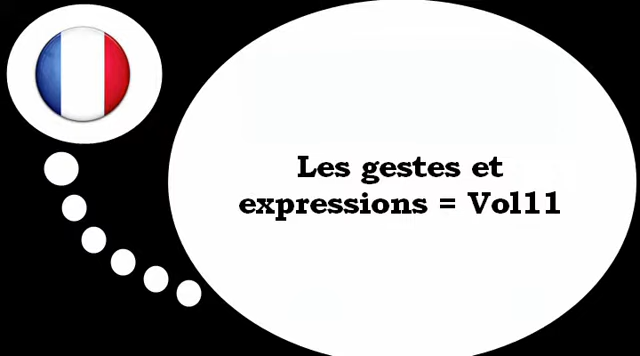 Les gestes et
expressions = Vol11